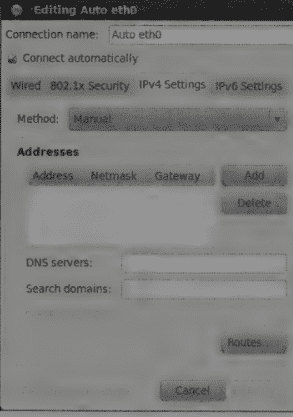 Editing Auto eth0
Connection name: Auto eth0
Connect automatically
Wired 802.1x Security IPv4 Settings IPv6 Settings
Method: Manual
Addresses
Address Netmask Gateway Add
Delete
DNS servers:
Search domains:
Routes...
Cancel